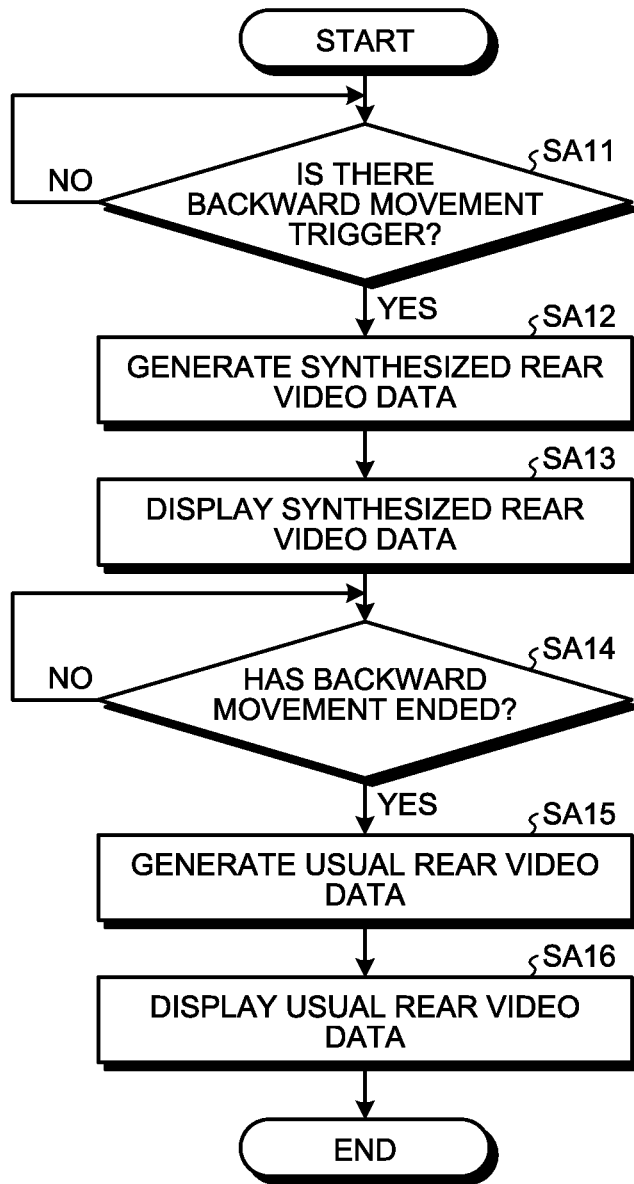 START
SA11
IS THERE
BACKWARD MOVEMENT
TRIGGER?
NO
YES
SA12
GENERATE SYNTHESIZED REAR
VIDEO DATA
SA13
DISPLAY SYNTHESIZED REAR
VIDEO DATA
SA14
HAS BACKWARD
MOVEMENT ENDED?
NO
YES
SA15
GENERATE USUAL REAR VIDEO
DATA
SA16
DISPLAY USUAL REAR VIDEO
DATA
END